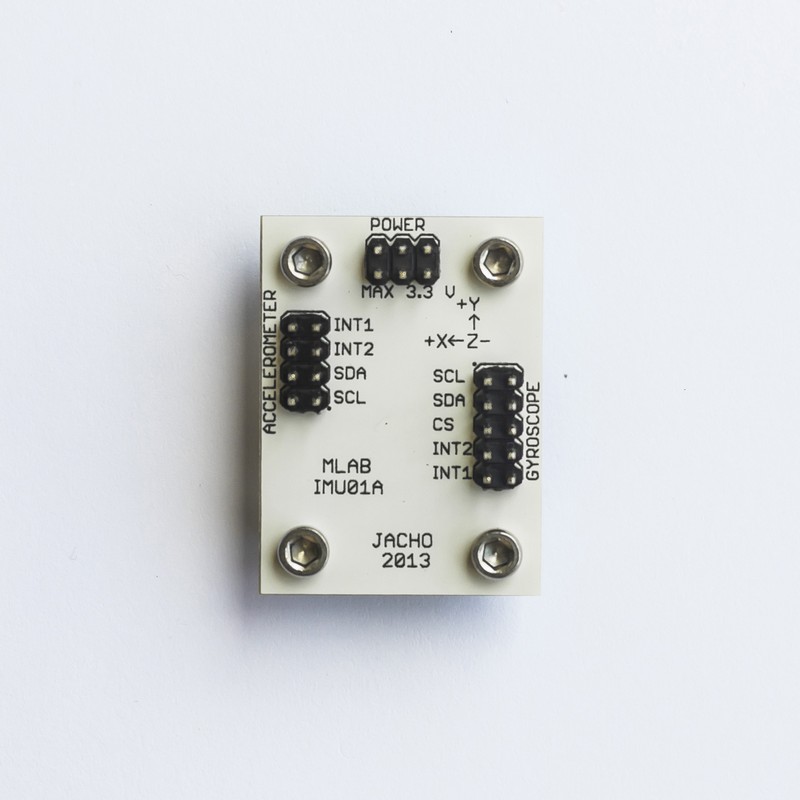 POWER
MAX 3.3 V
+Y
↑
+X←Z-
ACCELEROMETER
INT1
INT2
SDA
SCL
SCL
SDA
CS
INT2
INT1
GYROSCOPE
MLAB
IMU01A
JACHO
2013